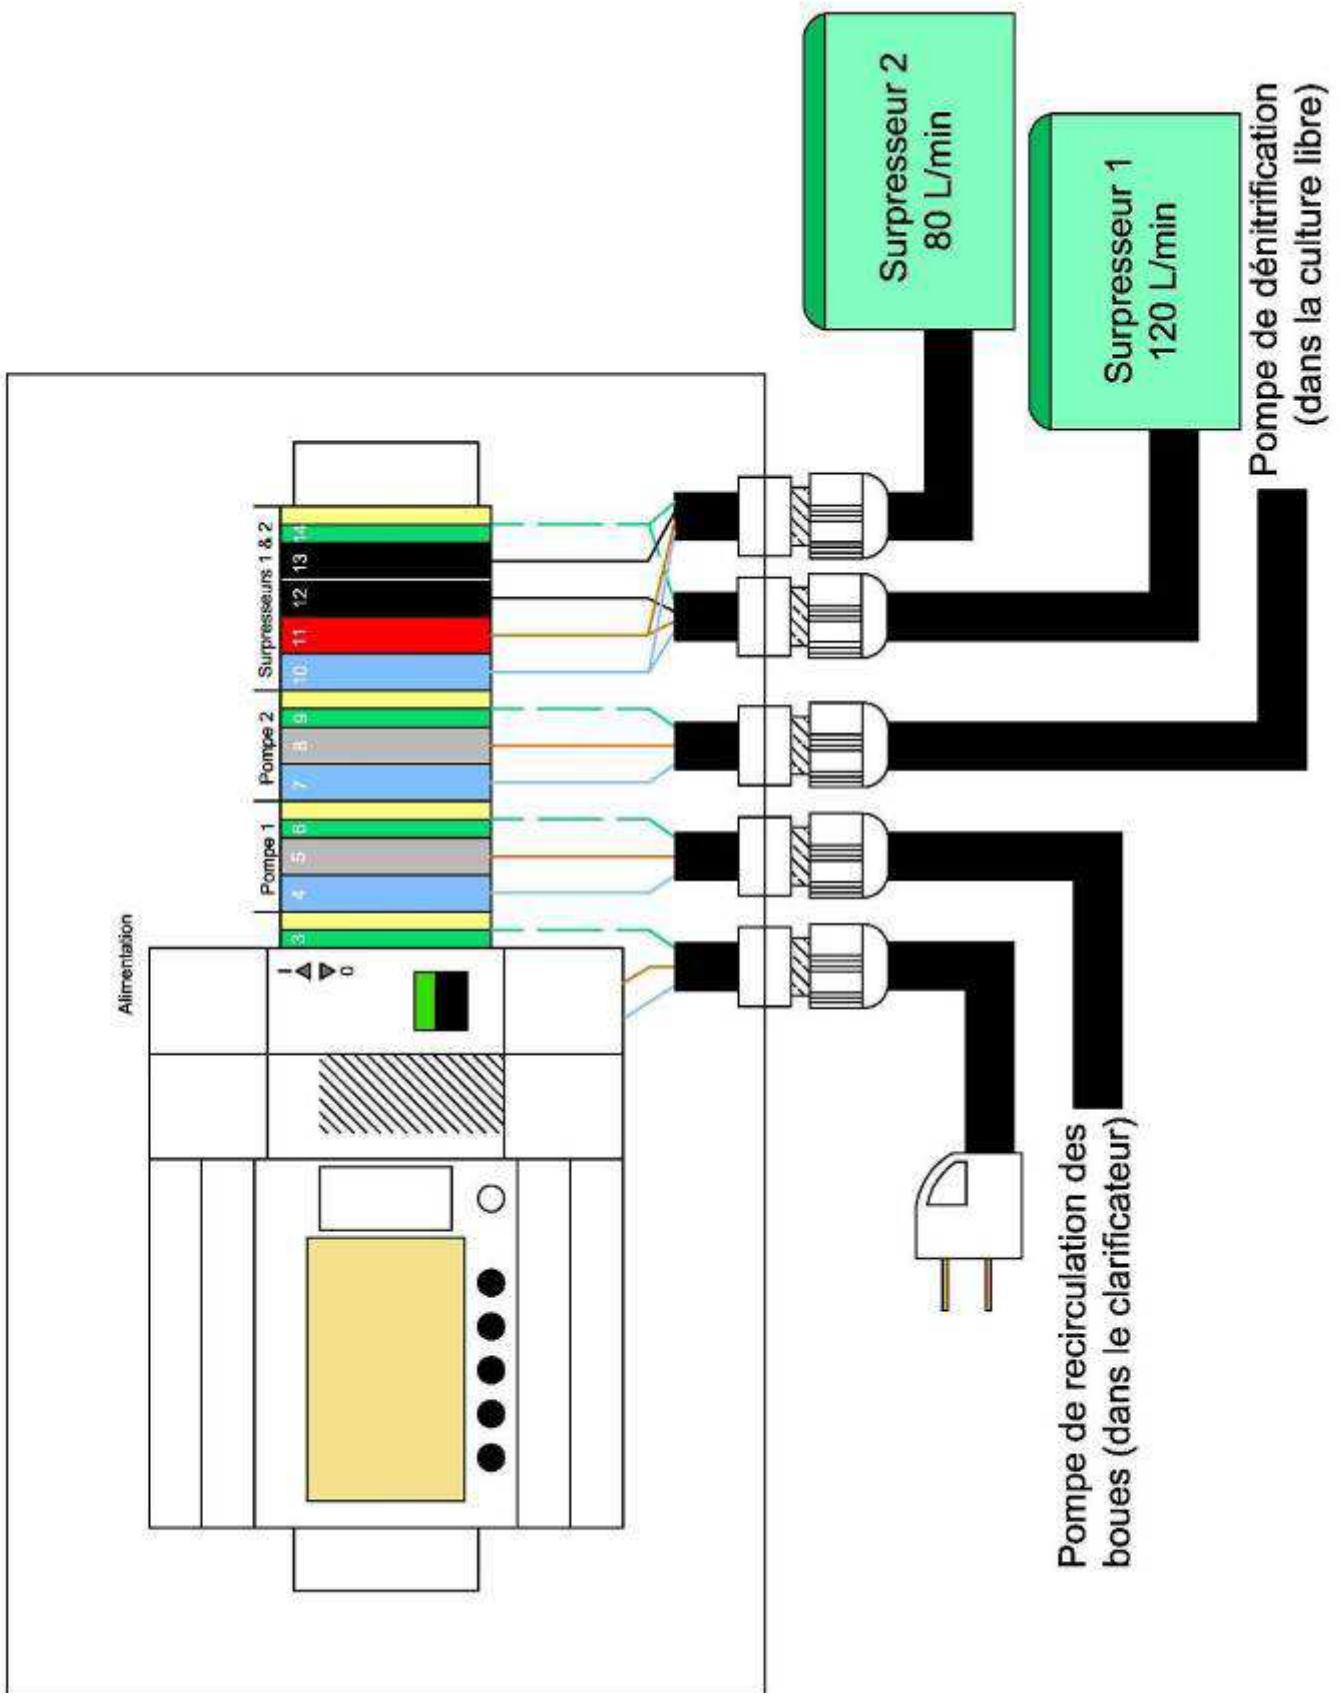 Alimentation
I
0
3
Pompe 1
4
5
6
Pompe 2
7
8
9
Surpresseurs 1 & 2
10
11
12
13
14
Pompe de recirculation des
boues (dans le clarificateur)
Surpresseur 2
80 L/min
Surpresseur 1
120 L/min
Pompe de dénitrification
(dans la culture libre)